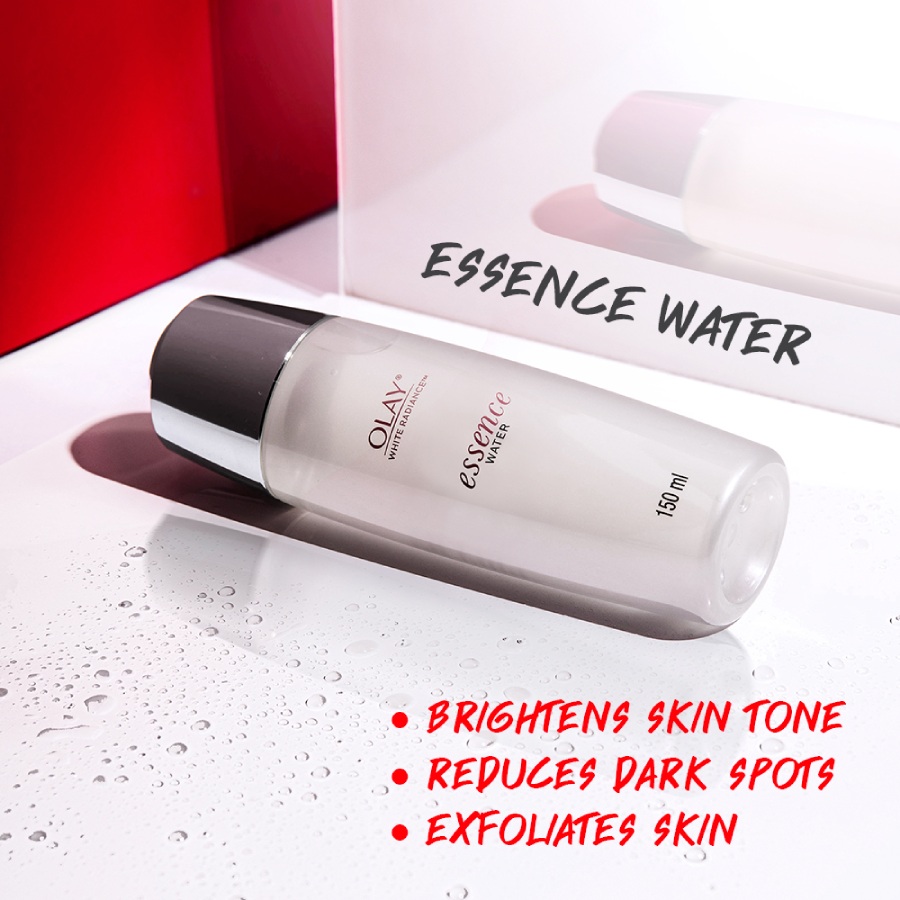 ESSENCE WATER
OLAY®
WHITE RADIANCE™
essence
WATER
150 ml
• BRIGHTENS SKIN TONE
• REDUCES DARK SPOTS
• EXFOLIATES SKIN